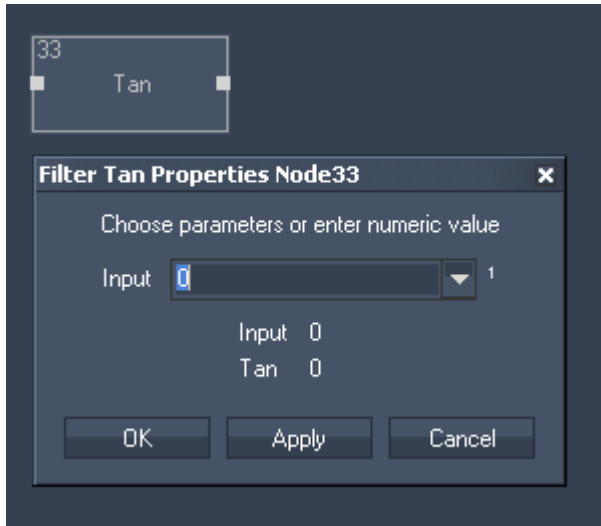 33
Tan
Filter Tan Properties Node33
Choose parameters or enter numeric value
Input 0 1
Input 0
Tan 0
OK Apply Cancel